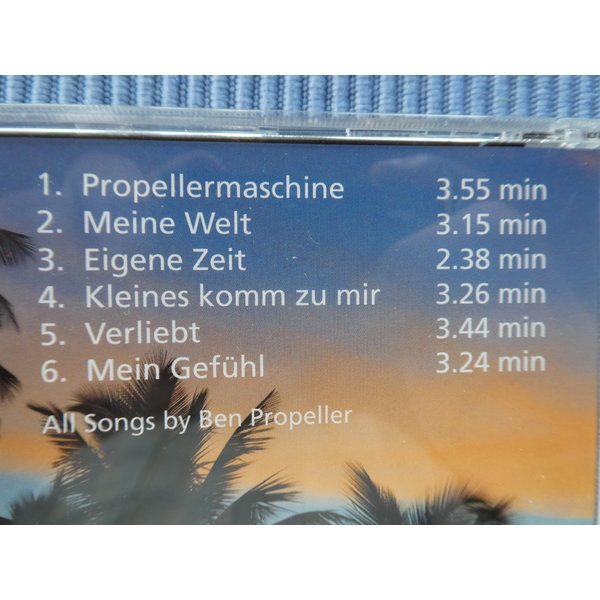 1. Propellermaschine 3.55 min
2. Meine Welt 3.15 min
3. Eigene Zeit 2.38 min
4. Kleines komm zu mir 3.26 min
5. Verliebt 3.44 min
6. Mein Gefühl 3.24 min
All Songs by Ben Propeller